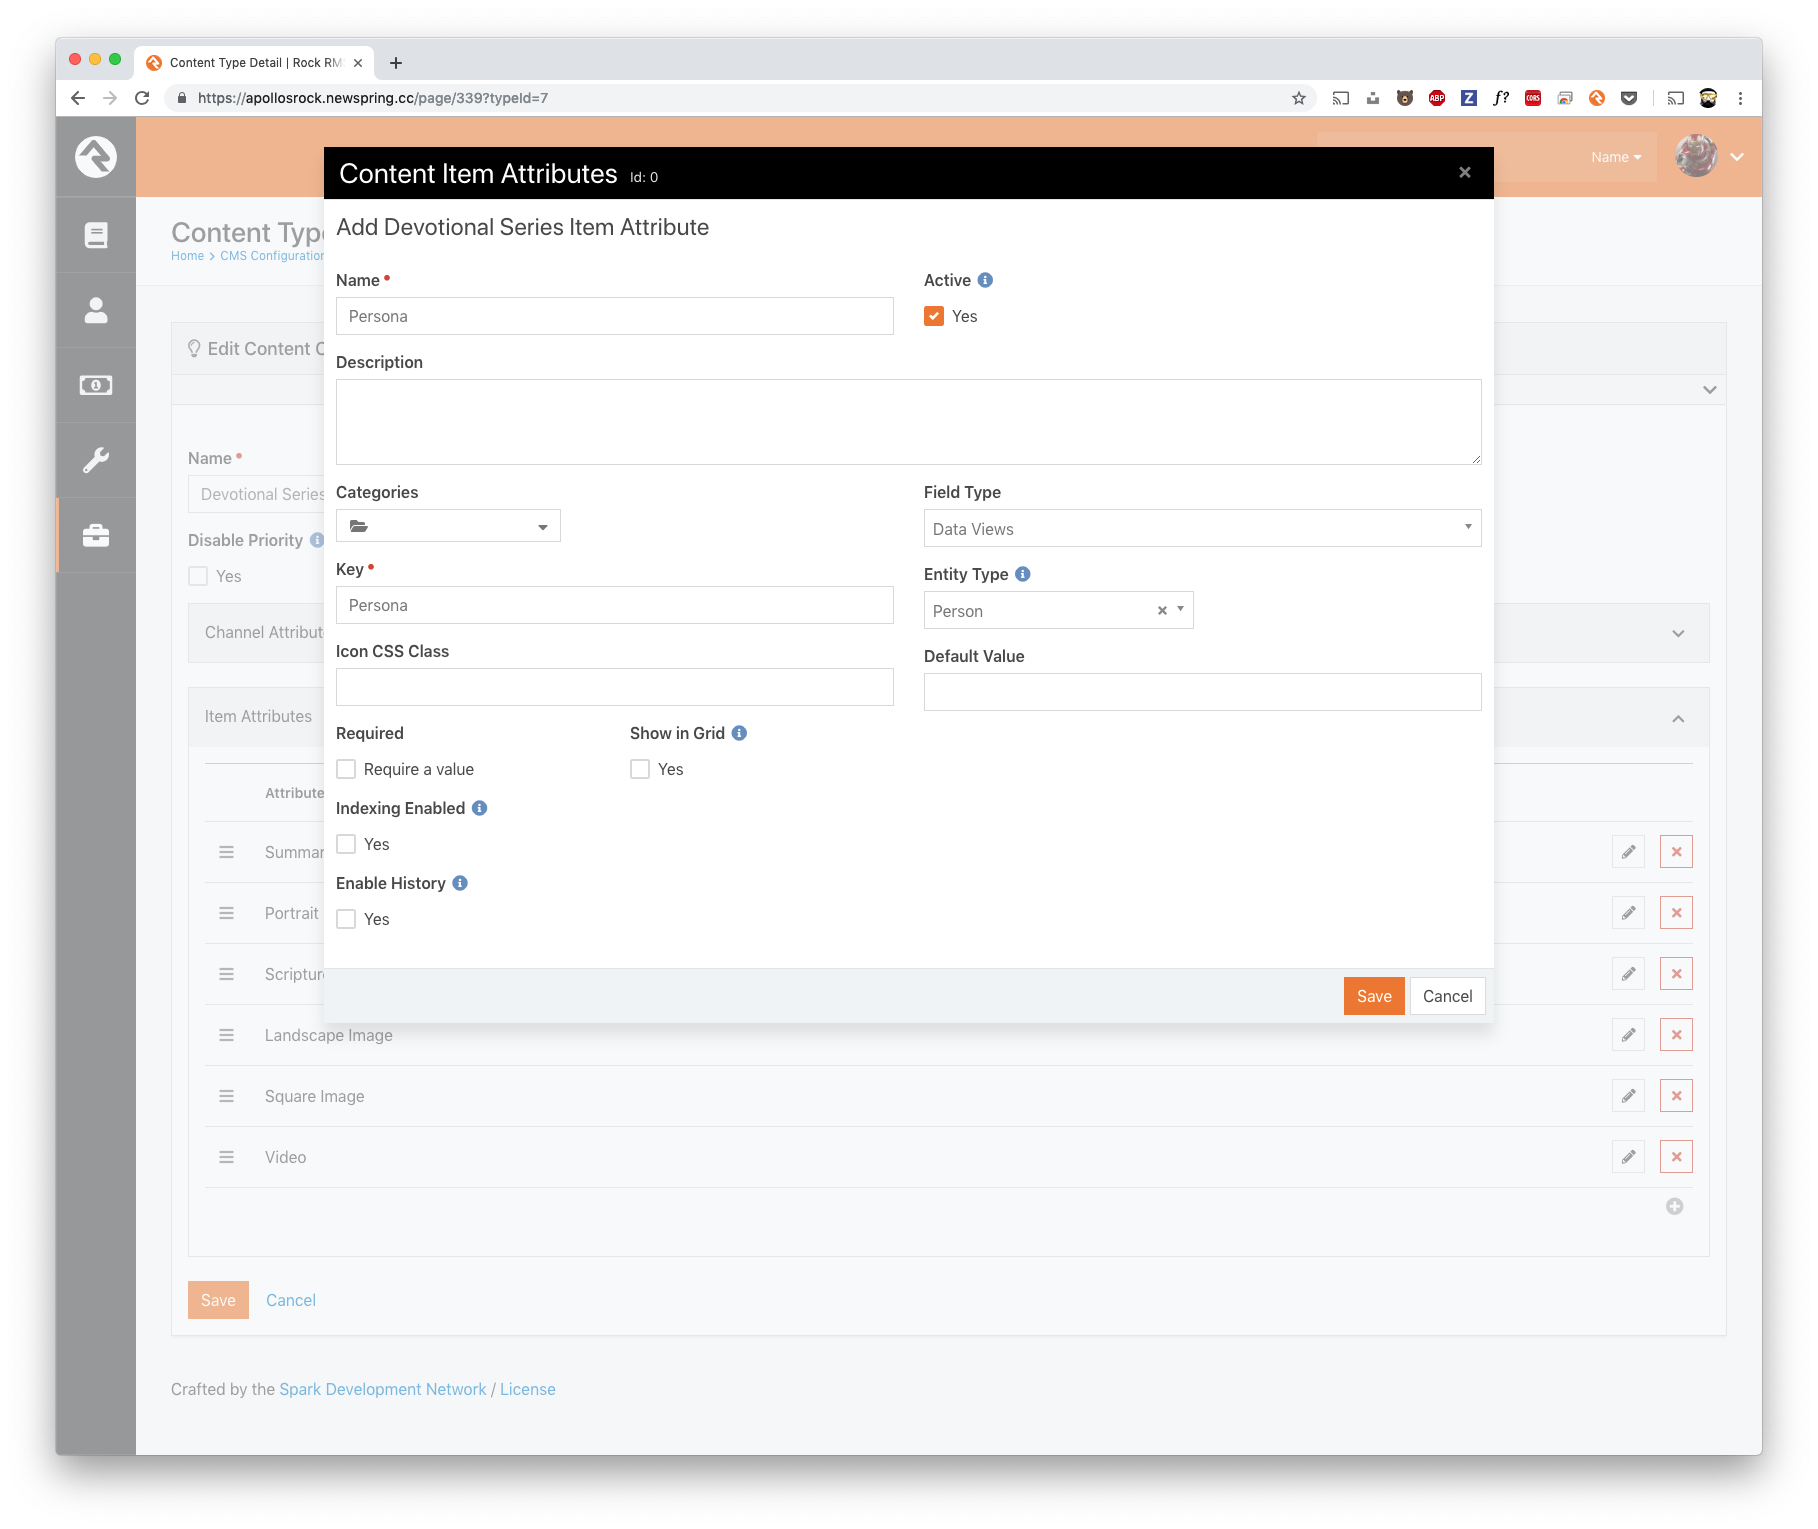 Content Type Detail | Rock RM
https://apollosrock.newspring.cc/page/339?typeId=7
ABP
Z
f?
CORS
Name
Content Item Attributes Id: 0
Content Typ
Home > CMS Configuration
Add Devotional Series Item Attribute
Name
Persona
Active
Yes
Edit Content C
Description
Name
Devotional Series
Disable Priority
Yes
Categories
Field Type
Data Views
Key
Persona
Entity Type
Person
Channel Attribut
Icon CSS Class
Default Value
Item Attributes
Required
Require a value
Show in Grid
Yes
Attribute
Indexing Enabled
Yes
Summar
Enable History
Yes
Portrait
Scripture
Save
Cancel
Landscape Image
Square Image
Video
Save
Cancel
Crafted by the Spark Development Network / License